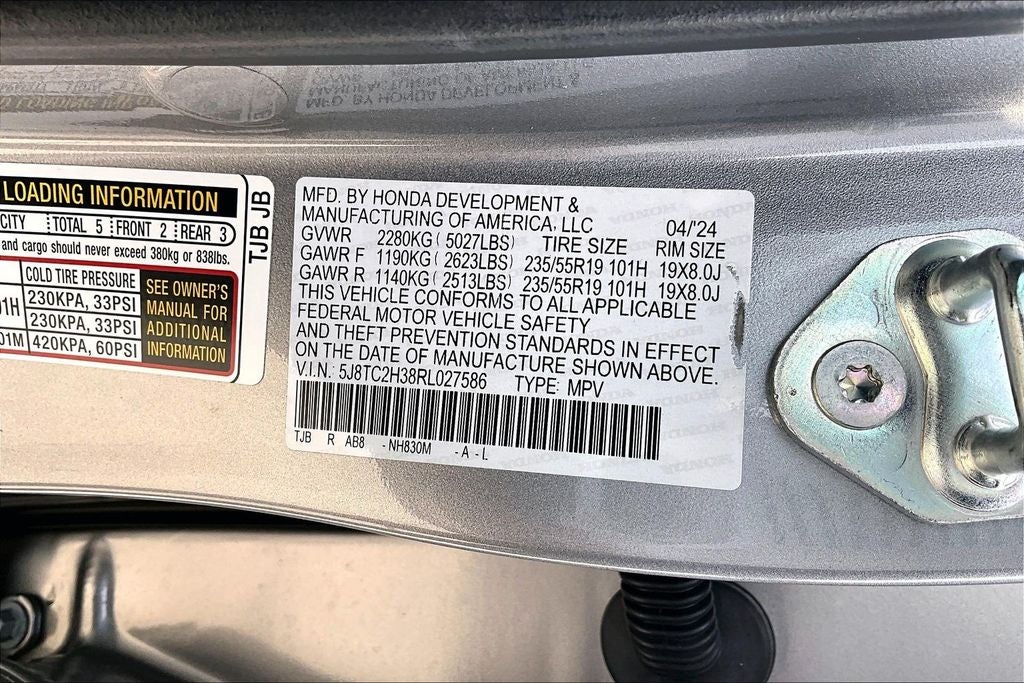 LOADING INFORMATION
CITY TOTAL 5 FRONT 2 REAR 3
and cargo should never exceed 380kg or 838lbs.
COLD TIRE PRESSURE
01H 230KPA, 33PSI
230KPA, 33PSI
01M 420KPA, 60PSI
SEE OWNER'S
MANUAL FOR
ADDITIONAL
INFORMATION
TJB JB
MFD. BY HONDA DEVELOPMENT &
MANUFACTURING OF AMERICA, LLC 04/'24
GVWR 2280KG ( 5027LBS) TIRE SIZE RIM SIZE
GAWR F 1190KG ( 2623LBS) 235/55R19 101H 19X8.0J
GAWR R 1140KG ( 2513LBS) 235/55R19 101H 19X8.0J
THIS VEHICLE CONFORMS TO ALL APPLICABLE
FEDERAL MOTOR VEHICLE SAFETY
AND THEFT PREVENTION STANDARDS IN EFFECT
ON THE DATE OF MANUFACTURE SHOWN ABOVE.
V.I.N.: 5J8TC2H38RL027586 TYPE: MPV
TJB R AB8 -NH830M -A-L